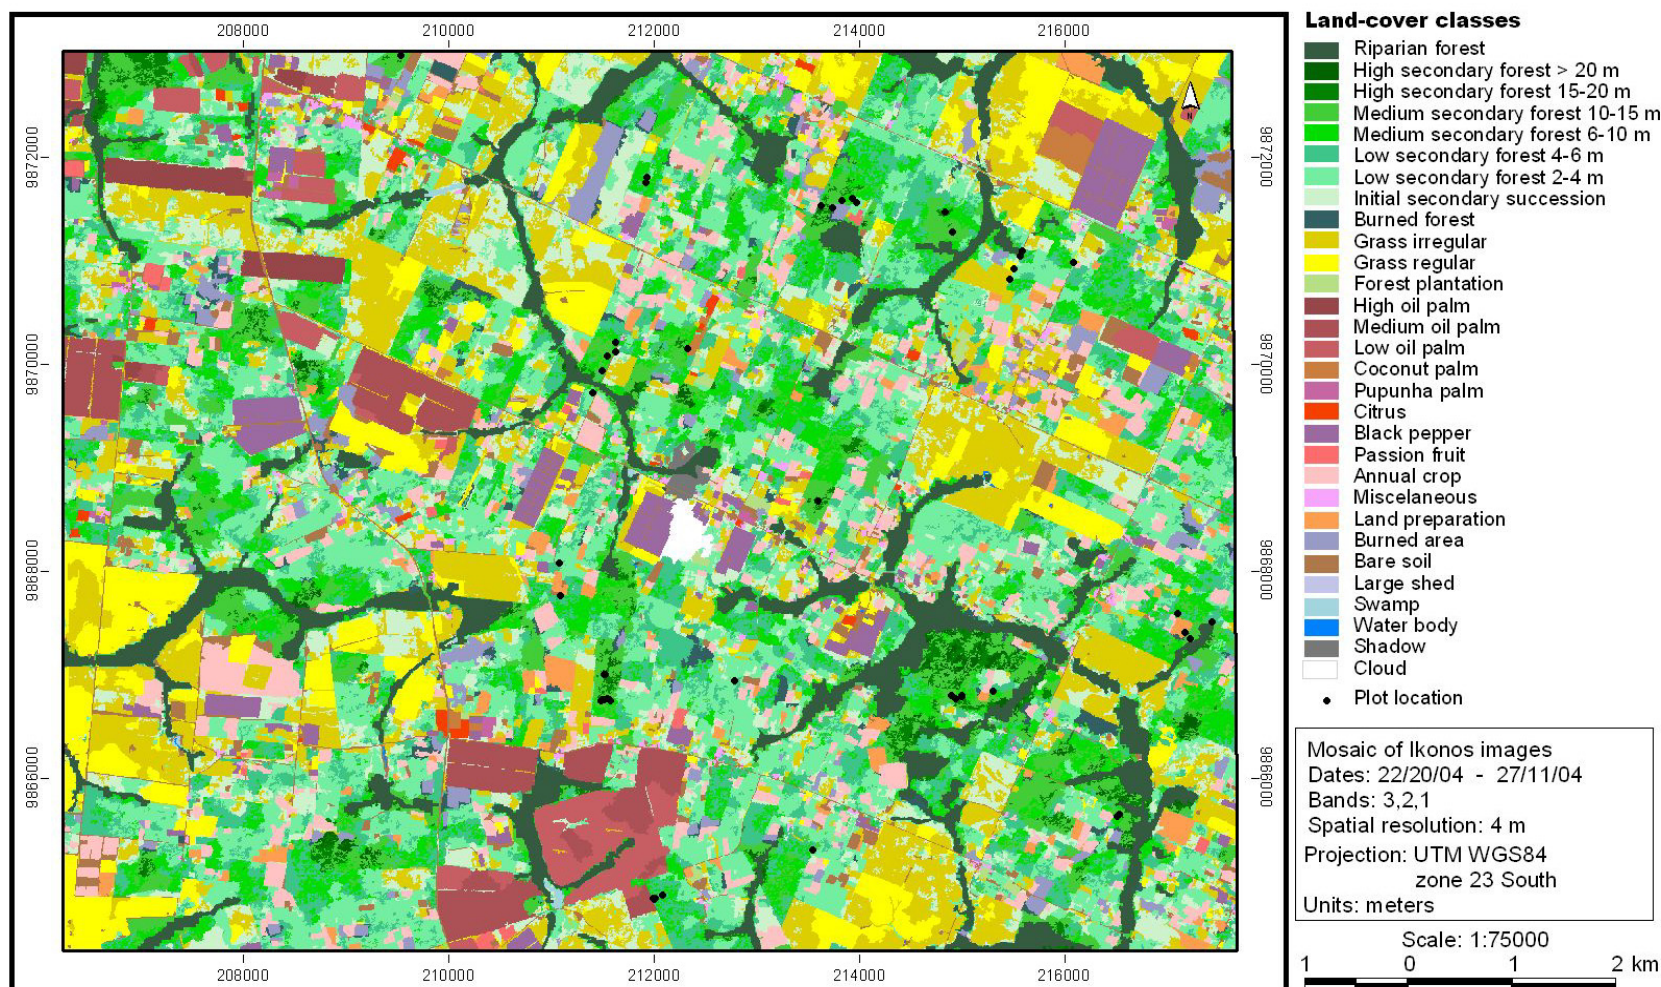 208000 210000 212000 214000 216000
9872000
9870000
9868000
9866000
N
9872000
9870000
9868000
9866000
208000 210000 212000 214000 216000
Land-cover classes
Riparian forest
High secondary forest > 20 m
High secondary forest 15-20 m
Medium secondary forest 10-15 m
Medium secondary forest 6-10 m
Low secondary forest 4-6 m
Low secondary forest 2-4 m
Initial secondary succession
Burned forest
Grass irregular
Grass regular
Forest plantation
High oil palm
Medium oil palm
Low oil palm
Coconut palm
Pupunha palm
Citrus
Black pepper
Passion fruit
Annual crop
Miscelaneous
Land preparation
Burned area
Bare soil
Large shed
Swamp
Water body
Shadow
Cloud
Plot location
Mosaic of Ikonos images
Dates: 22/20/04 - 27/11/04
Bands: 3,2,1
Spatial resolution: 4 m
Projection: UTM WGS84
zone 23 South
Units: meters
Scale: 1:75000
1 0 1 2 km